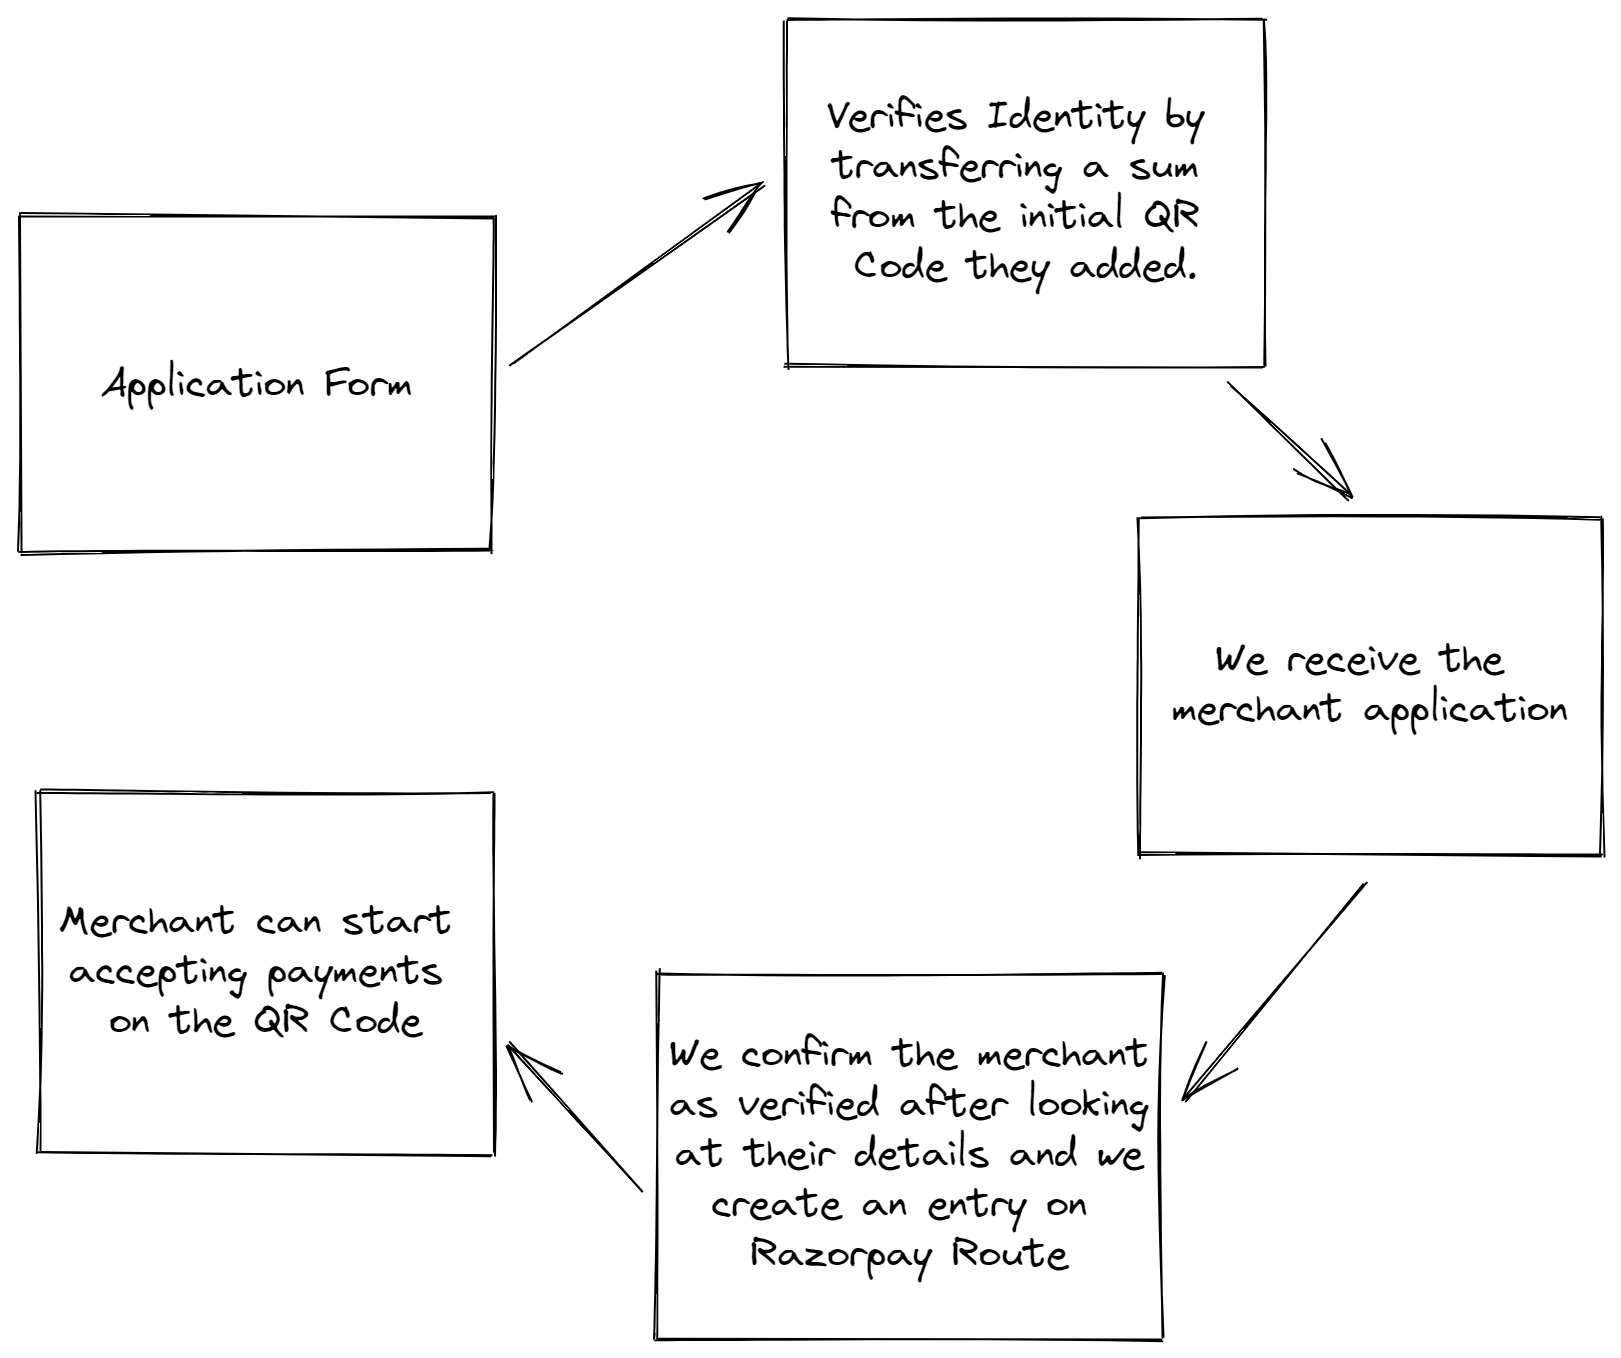 Application Form
Verifies Identity by
transferring a sum
from the initial QR
Code they added.
We receive the
merchant application
We confirm the merchant
as verified after looking
at their details and we
create an entry on
Razorpay Route
Merchant can start
accepting payments
on the QR Code